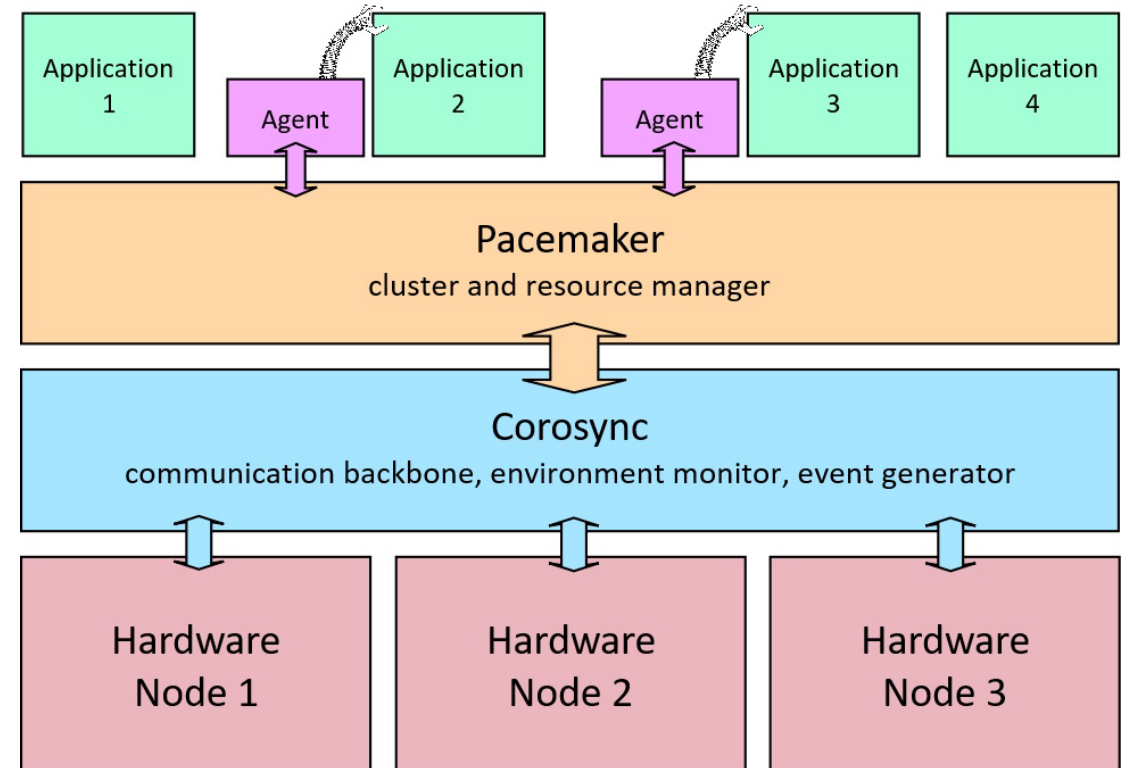 Application
1
Agent
Application
2
Agent
Application
3
Application
4
Pacemaker
cluster and resource manager
Corosync
communication backbone, environment monitor, event generator
Hardware
Node 1
Hardware
Node 2
Hardware
Node 3